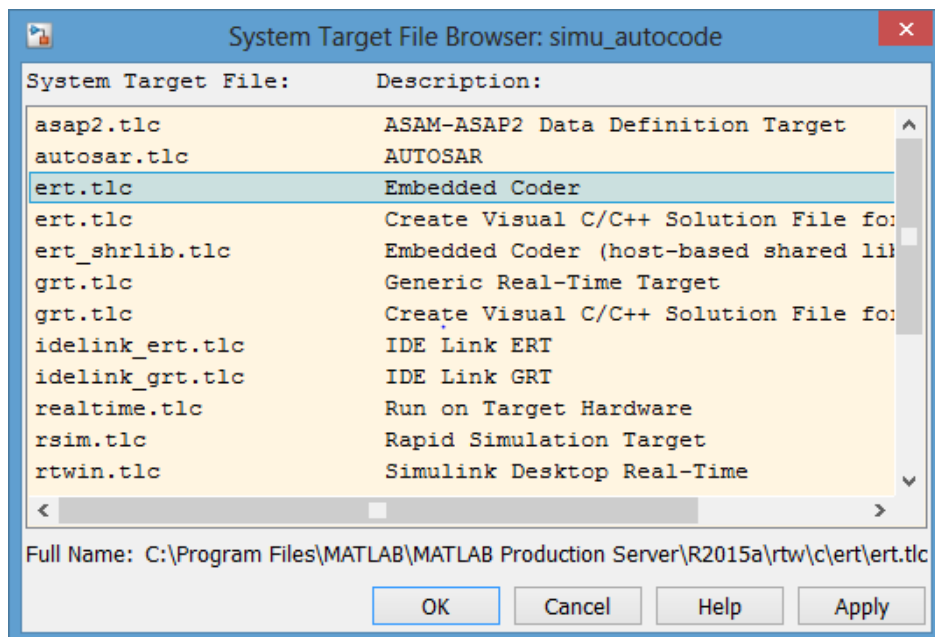 System Target File Browser: simu_autocode
System Target File: Description:
asap2.tlc ASAM-ASAP2 Data Definition Target
autosar.tlc AUTOSAR
ert.tlc Embedded Coder
ert.tlc Create Visual C/C++ Solution File for
ert_shrlib.tlc Embedded Coder (host-based shared lib
grt.tlc Generic Real-Time Target
grt.tlc Create Visual C/C++ Solution File for
idelink_ert.tlc IDE Link ERT
idelink_grt.tlc IDE Link GRT
realtime.tlc Run on Target Hardware
rsim.tlc Rapid Simulation Target
rtwin.tlc Simulink Desktop Real-Time
Full Name: C:\Program Files\MATLAB\MATLAB Production Server\R2015a\rtw\c\ert\ert.tlc
OK Cancel Help Apply